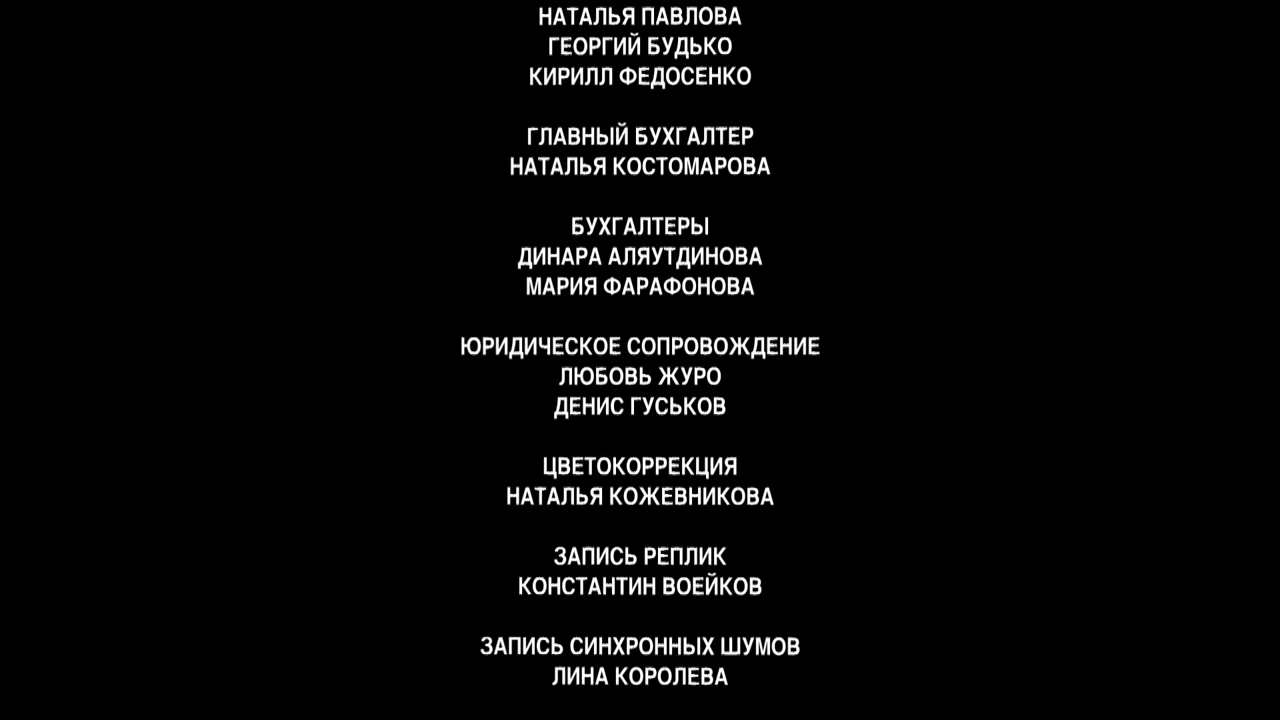 НАТАЛЬЯ ПАВЛОВА
ГЕОРГИЙ БУДЬКО
КИРИЛЛ ФЕДОСЕНКО
ГЛАВНЫЙ БУХГАЛТЕР
НАТАЛЬЯ КОСТОМАРОВА
БУХГАЛТЕРЫ
ДИНАРА АЛЯУТДИНОВА
МАРИЯ ФАРАФОНОВА
ЮРИДИЧЕСКОЕ СОПРОВОЖДЕНИЕ
ЛЮБОВЬ ЖУРО
ДЕНИС ГУСЬКОВ
ЦВЕТОКОРРЕКЦИЯ
НАТАЛЬЯ КОЖЕВНИКОВА
ЗАПИСЬ РЕПЛИК
КОНСТАНТИН ВОЕЙКОВ
ЗАПИСЬ СИНХРОННЫХ ШУМОВ
ЛИНА КОРОЛЕВА